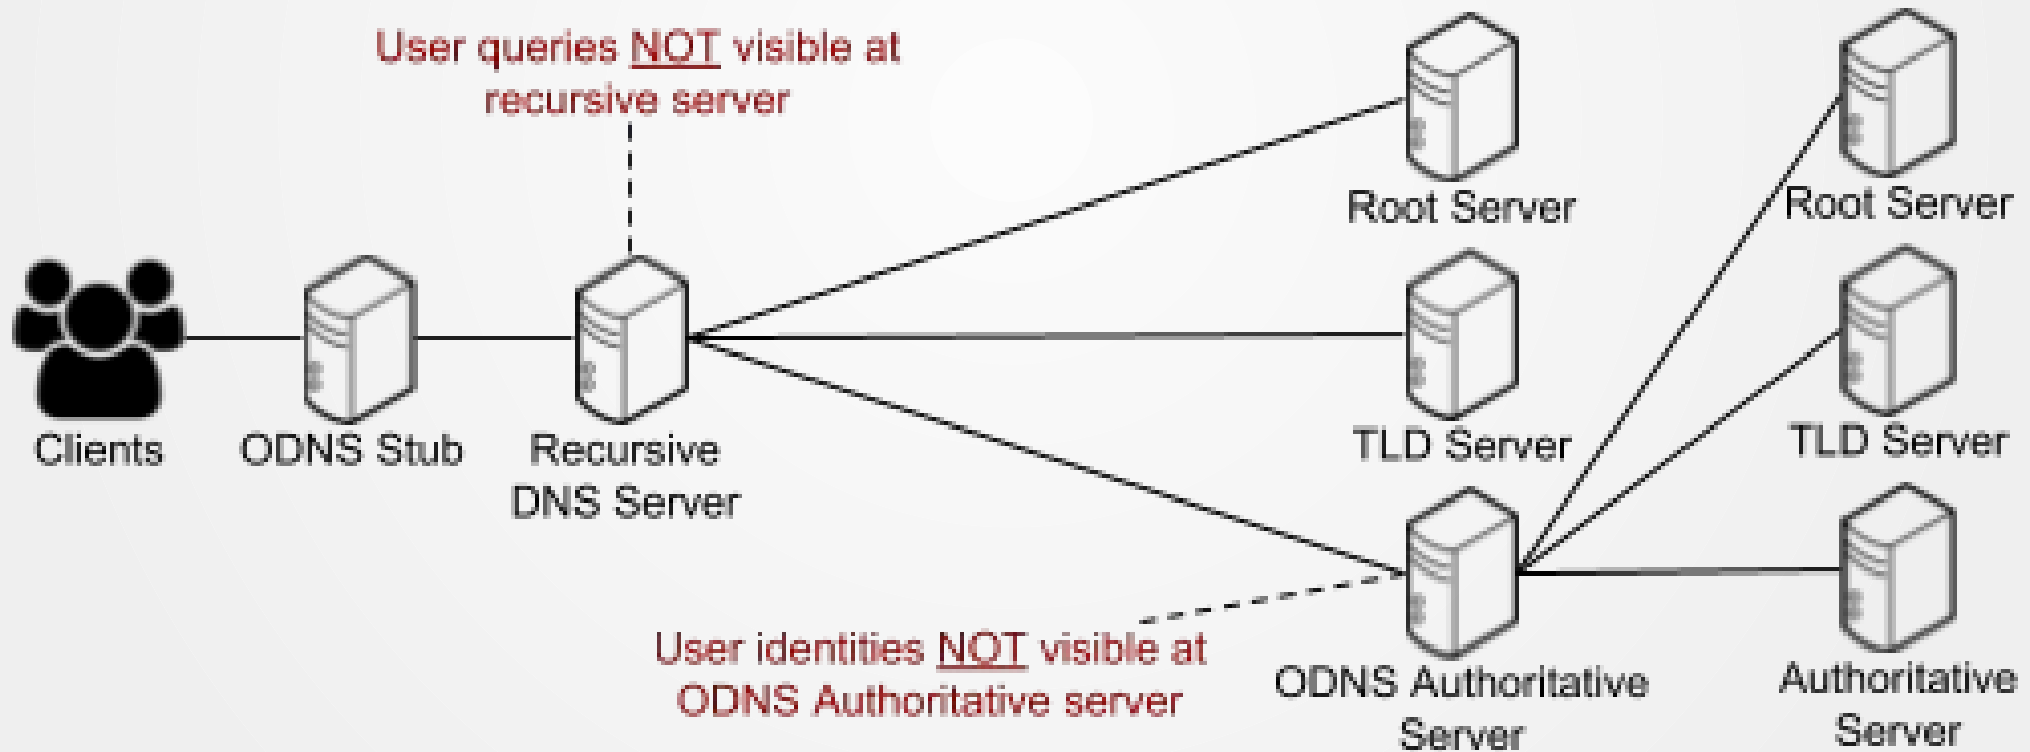 User queries NOT visible at
recursive server
Root Server
Root Server
Clients
ODNS Stub
Recursive
DNS Server
TLD Server
TLD Server
User identities NOT visible at
ODNS Authoritative server
ODNS Authoritative
Server
Authoritative
Server